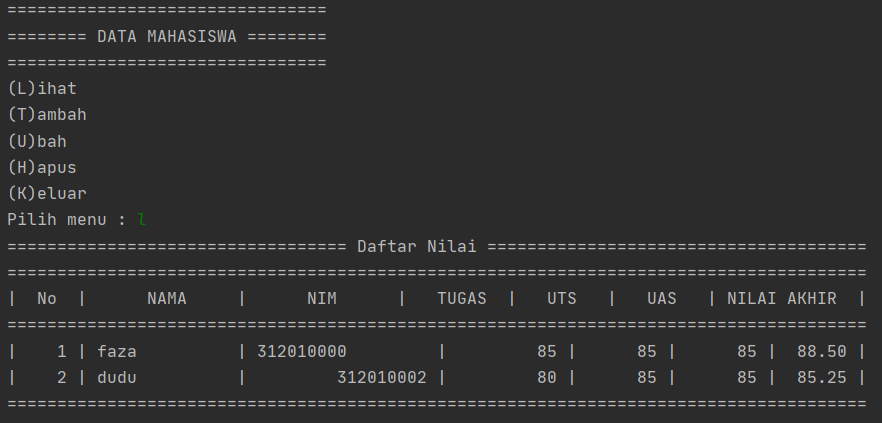 ================================
======== DATA MAHASISWA ========
================================
(L)ihat
(T)ambah
(U)bah
(H)apus
(K)eluar
Pilih menu : l
================================== Daftar Nilai ======================================
======================================================================================
|  No  |      NAMA     |      NIM      |   TUGAS  |   UTS   |   UAS   | NILAI AKHIR  |
======================================================================================
|    1 | faza          | 312010000         |         85 |      85 |      85 |  88.50 |
|    2 | dudu          |         312010002 |         80 |      85 |      85 |  85.25 |
======================================================================================